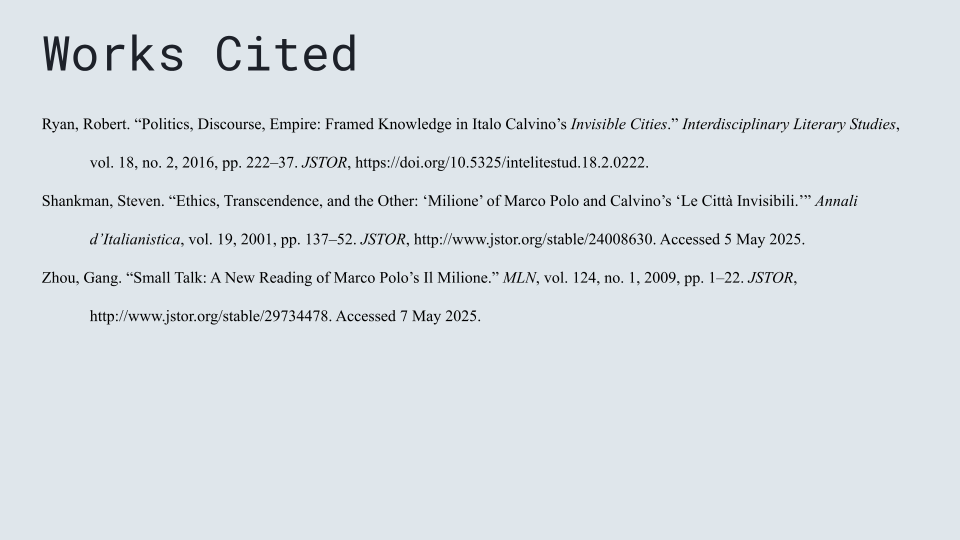 Works Cited
Ryan, Robert. “Politics, Discourse, Empire: Framed Knowledge in Italo Calvino’s Invisible Cities.” Interdisciplinary Literary Studies,
vol. 18, no. 2, 2016, pp. 222–37. JSTOR, https://doi.org/10.5325/intelitestud.18.2.0222.
Shankman, Steven. “Ethics, Transcendence, and the Other: ‘Milione’ of Marco Polo and Calvino’s ‘Le Città Invisibili.’” Annali
d’Italianistica, vol. 19, 2001, pp. 137–52. JSTOR, http://www.jstor.org/stable/24008630. Accessed 5 May 2025.
Zhou, Gang. “Small Talk: A New Reading of Marco Polo’s Il Milione.” MLN, vol. 124, no. 1, 2009, pp. 1–22. JSTOR,
http://www.jstor.org/stable/29734478. Accessed 7 May 2025.